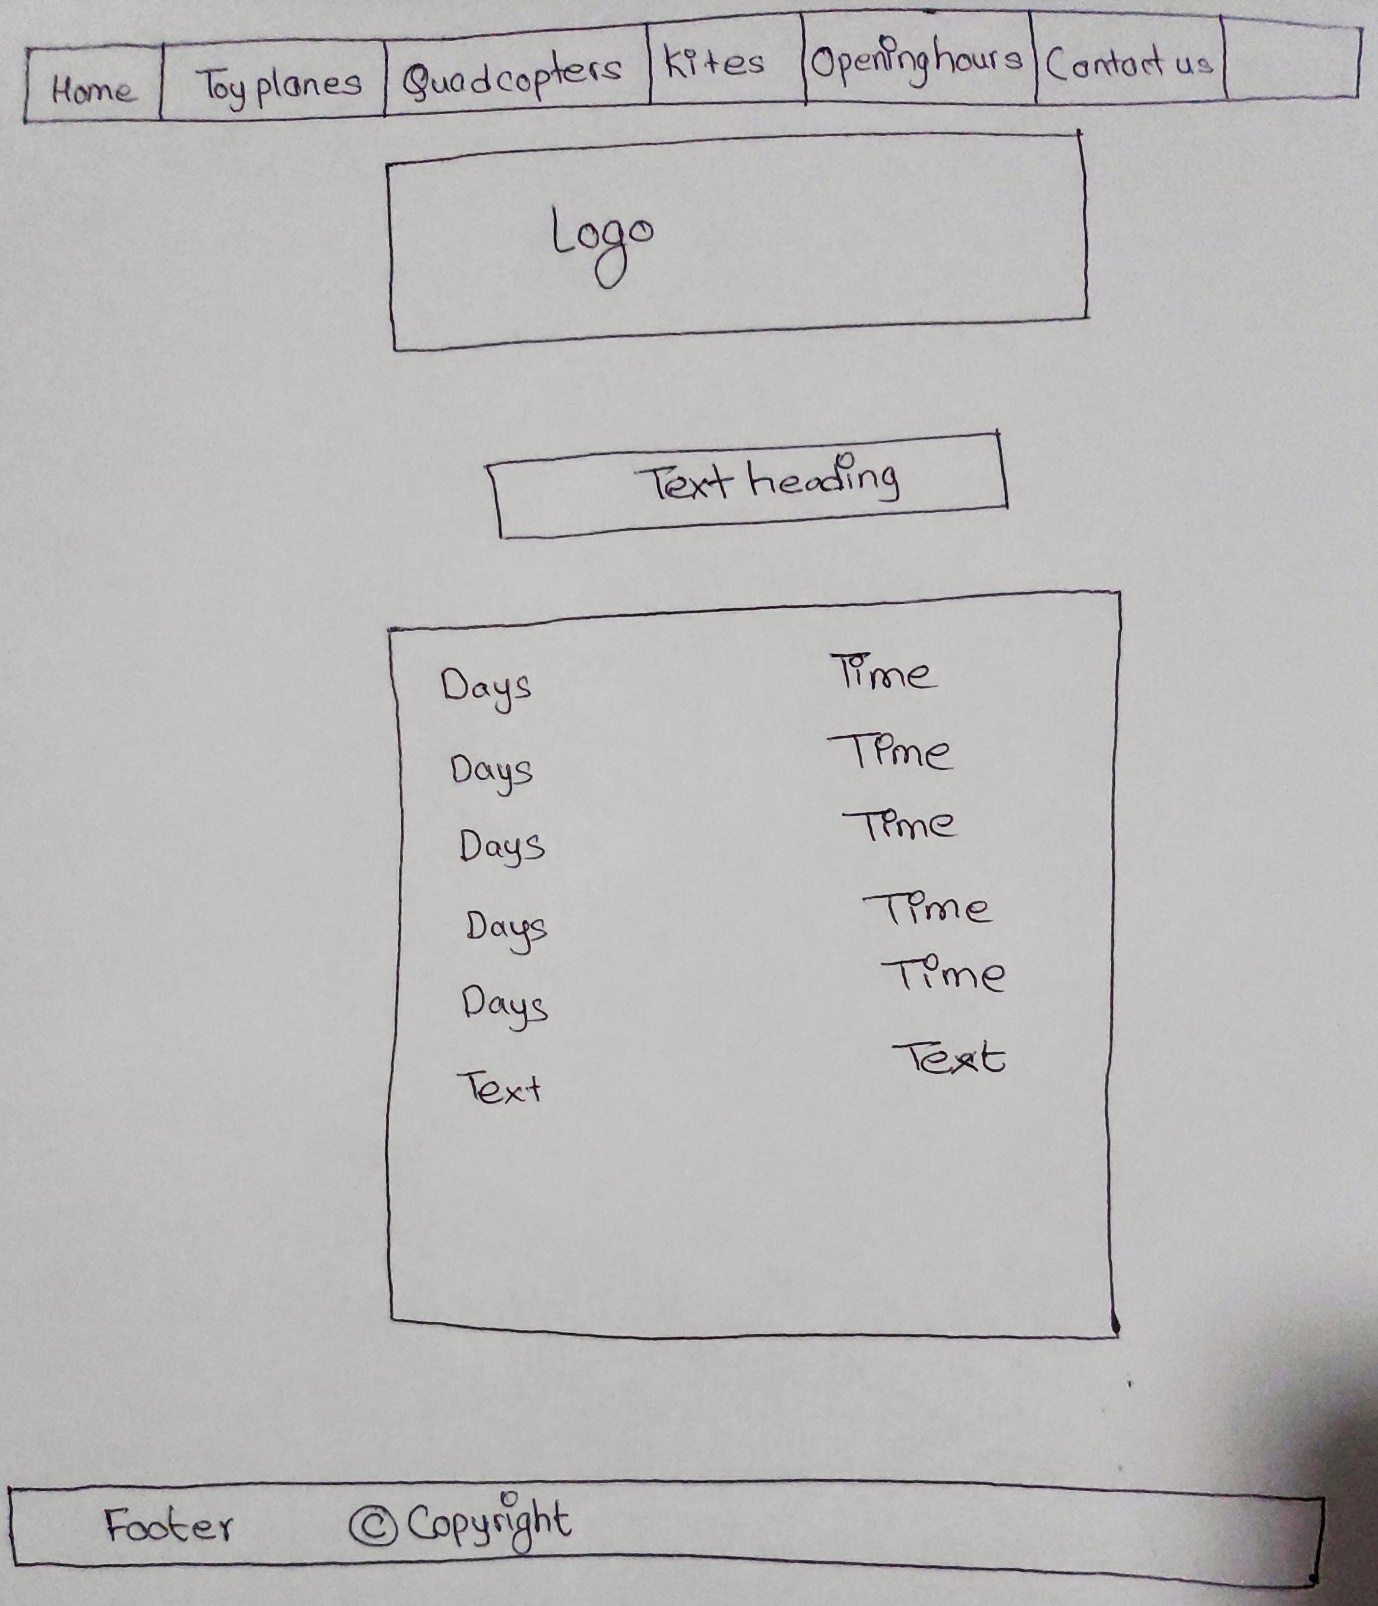 Home Toy planes Quadcopters Kites Opening hours Contact us
Logo
Text heading
Days Time
Days Time
Days Time
Days Time
Days Time
Text Text
Footer © Copyright